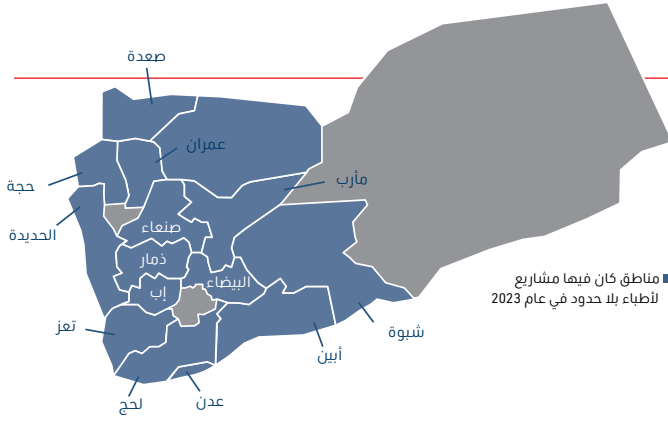 صعدة
عمران
مأرب
حجة
صنعاء
الحديدة
ذمار
البيضاء
مناطق كان فيها مشاريع
لأطباء بلا حدود في عام 2023
إب
تعز
شبوة
أبين
لحج
عدن